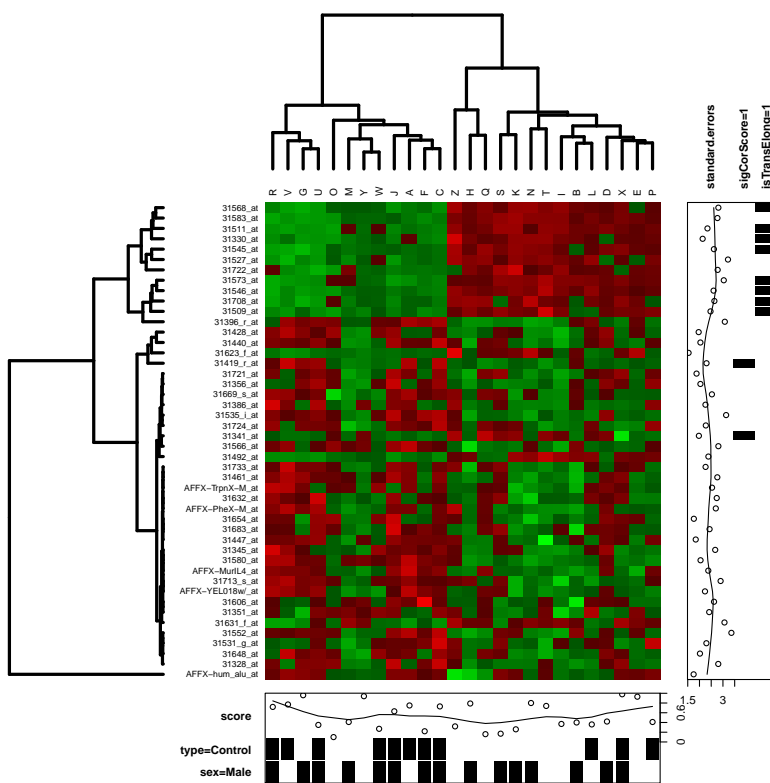 standard.errors
sigCorScore=1
isTransElong=1
R V G U O M Y W J A F C Z H Q S K N T I B L D X E P
31568_at
31583_at
31511_at
31330_at
31545_at
31527_at
31722_at
31573_at
31546_at
31708_at
31509_at
31396_r_at
31428_at
31440_at
31623_f_at
31419_r_at
31721_at
31356_at
31669_s_at
31386_at
31535_i_at
31724_at
31341_at
31566_at
31492_at
31733_at
31461_at
AFFX−TrpnX−M_at
31632_at
AFFX−PheX−M_at
31654_at
31683_at
31447_at
31345_at
31580_at
AFFX−MurIL4_at
31713_s_at
AFFX−YEL018w/_at
31606_at
31351_at
31631_f_at
31552_at
31531_g_at
31648_at
31328_at
AFFX−hum_alu_at
1.5 3
score
0 0.6
type=Control
sex=Male